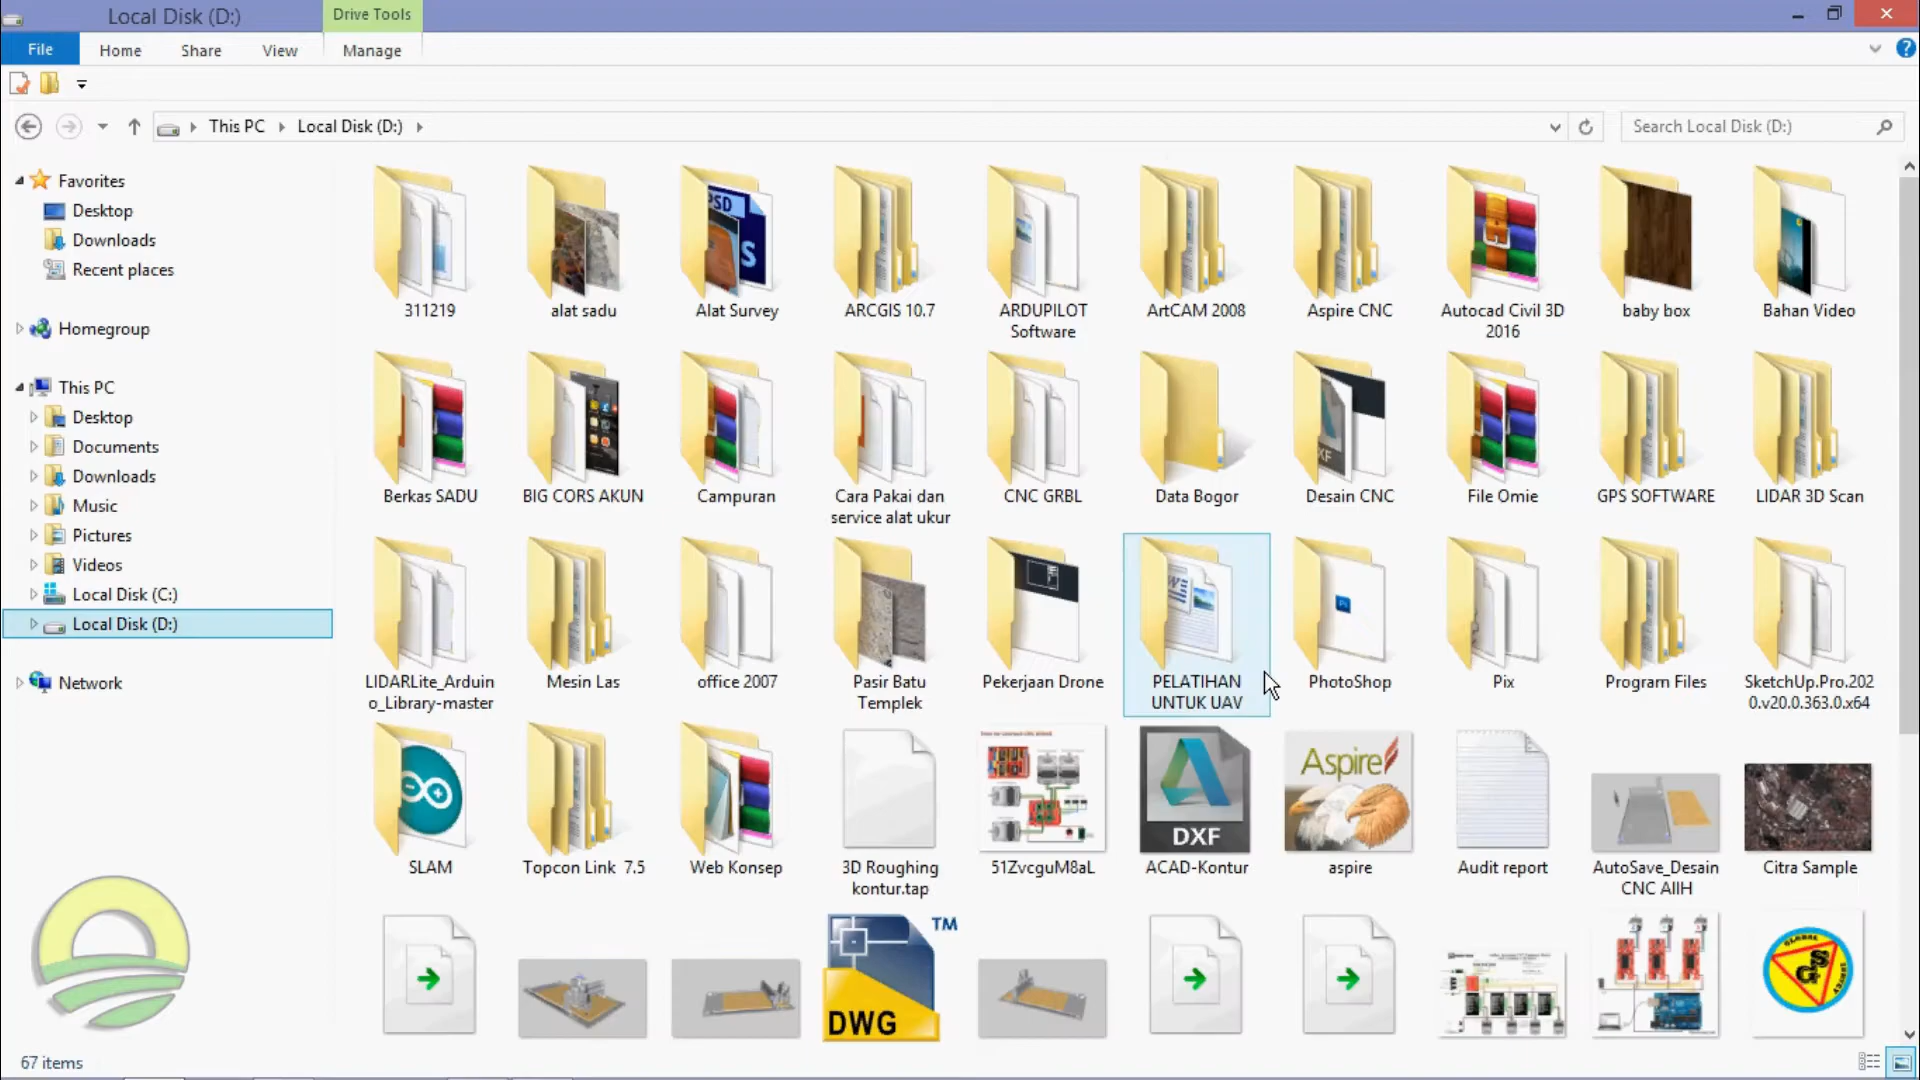 Local Disk (D:)
Drive Tools
File
Home
Share
View
Manage
This PC
Local Disk (D:)
Search Local Disk (D:)
Favorites
Desktop
Downloads
Recent places
Homegroup
This PC
Desktop
Documents
Downloads
Music
Pictures
Videos
Local Disk (C:)
Local Disk (D:)
Network
311219
alat sadu
PSD
S
Alat Survey
ARCGIS 10.7
ARDUPILOT
Software
ArtCAM 2008
Aspire CNC
Autocad Civil 3D
2016
baby box
Bahan Video
Berkas SADU
BIG CORS AKUN
Campuran
Cara Pakai dan
service alat ukur
CNC GRBL
Data Bogor
Desain CNC
File Omie
GPS SOFTWARE
LIDAR 3D Scan
LIDARLite_Arduin
o_Library-master
Mesin Las
office 2007
Pasir Batu
Templek
Pekerjaan Drone
PELATIHAN
UNTUK UAV
PhotoShop
Pix
Program Files
SketchUp.Pro.202
0.v20.0.363.0.x64
SLAM
Topcon Link 7.5
Web Konsep
3D Roughing
kontur.tap
51ZvcguM8aL
DXF
ACAD-Kontur
Aspire
aspire
Audit report
AutoSave_Desain
CNC AIIH
Citra Sample
TM
DWG
67 items